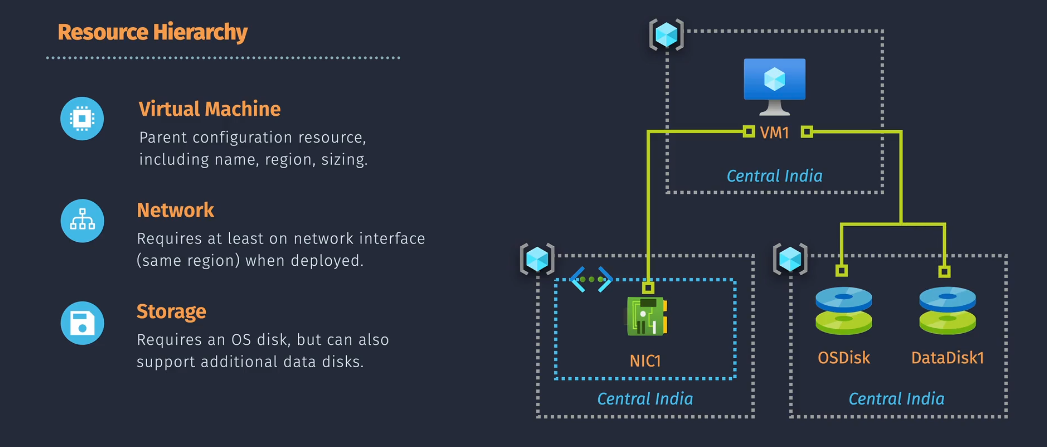 Resource Hierarchy
Virtual Machine
Parent configuration resource,
including name, region, sizing.
Network
Requires at least on network interface
(same region) when deployed.
Storage
Requires an OS disk, but can also
support additional data disks.
VM1
Central India
NIC1
Central India
OSDisk
DataDisk1
Central India